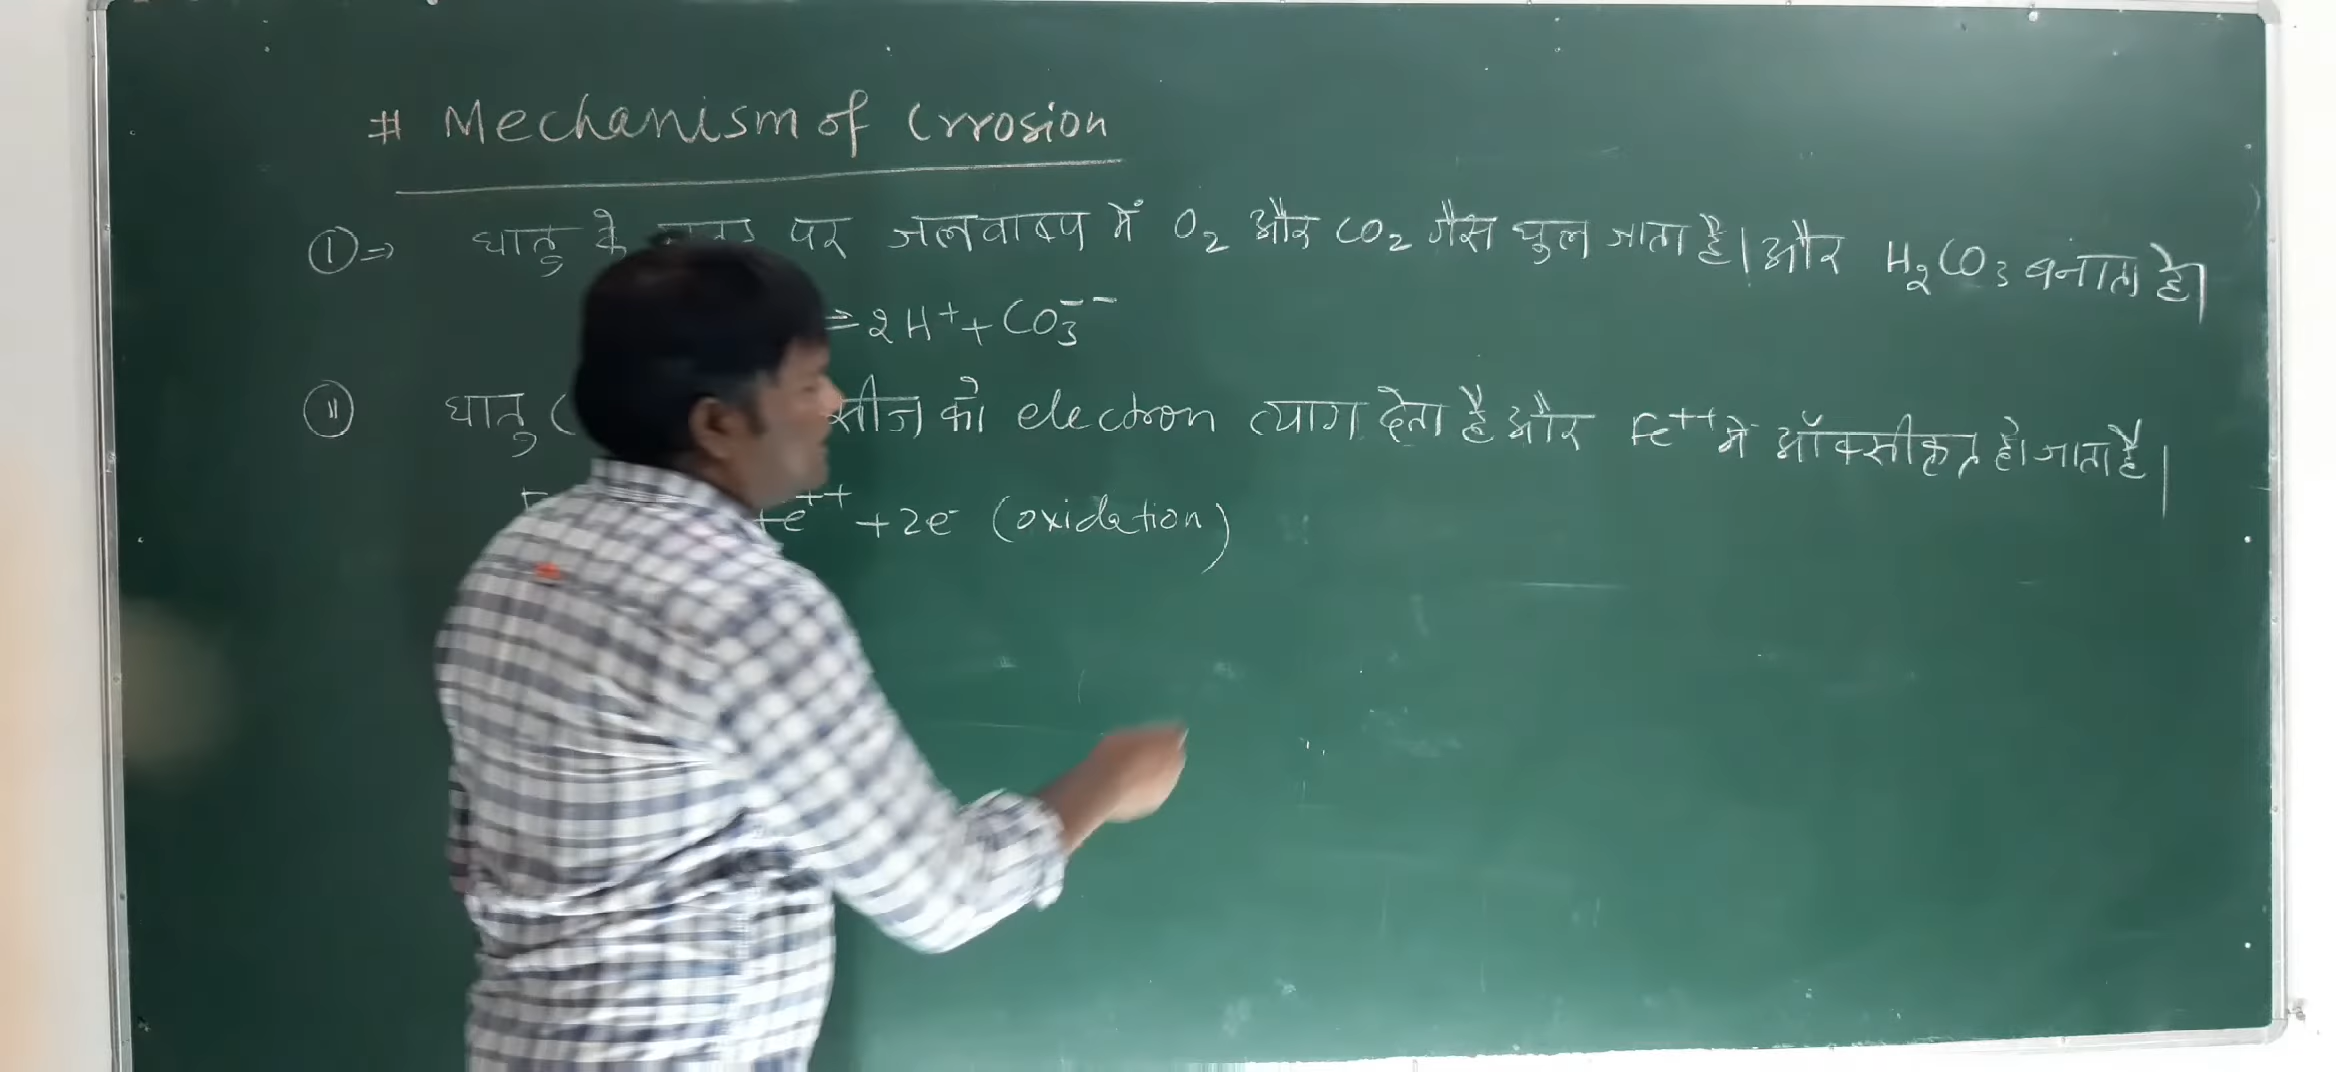 # Mechanism of Crrosion
① ⇒ धातु के पर जलवाष्प में O₂ और CO₂ गैस घुल जाता है। और H₂CO₃ बनाता है।
= 2H⁺ + CO₃⁻⁻
⑪ धातु ( को electron त्याग देता है और Fe⁺⁺ में ऑक्सीकृत हो जाता है।
e⁺⁺ + 2e⁻ (oxidation)